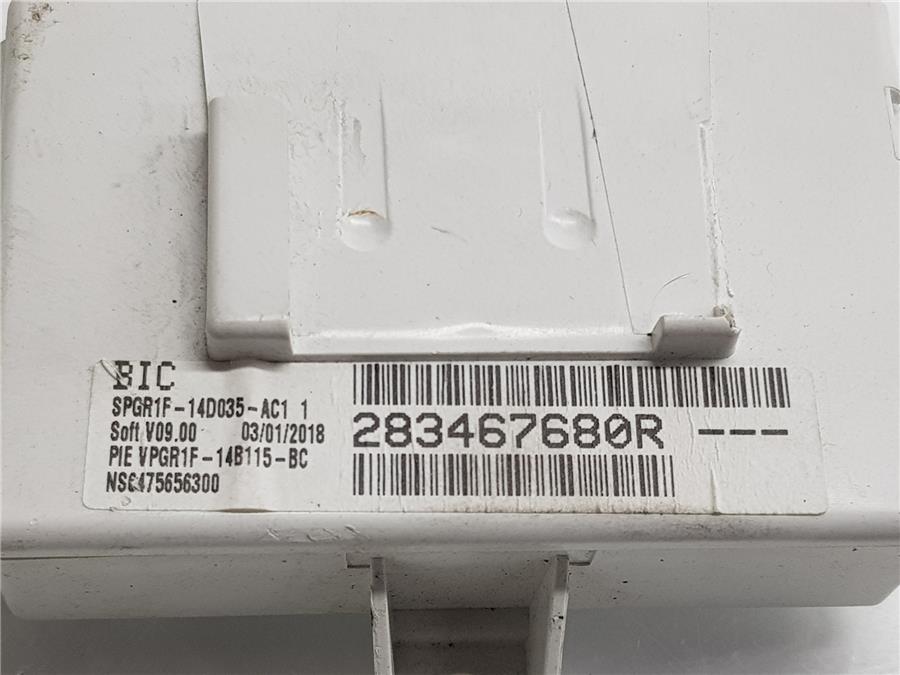 BIC
SPGR1F-14D035-AC1 1
Soft V09.00 03/01/2018
PIE VPGR1F-14B115-BC
NS6475656300
283467680R ---